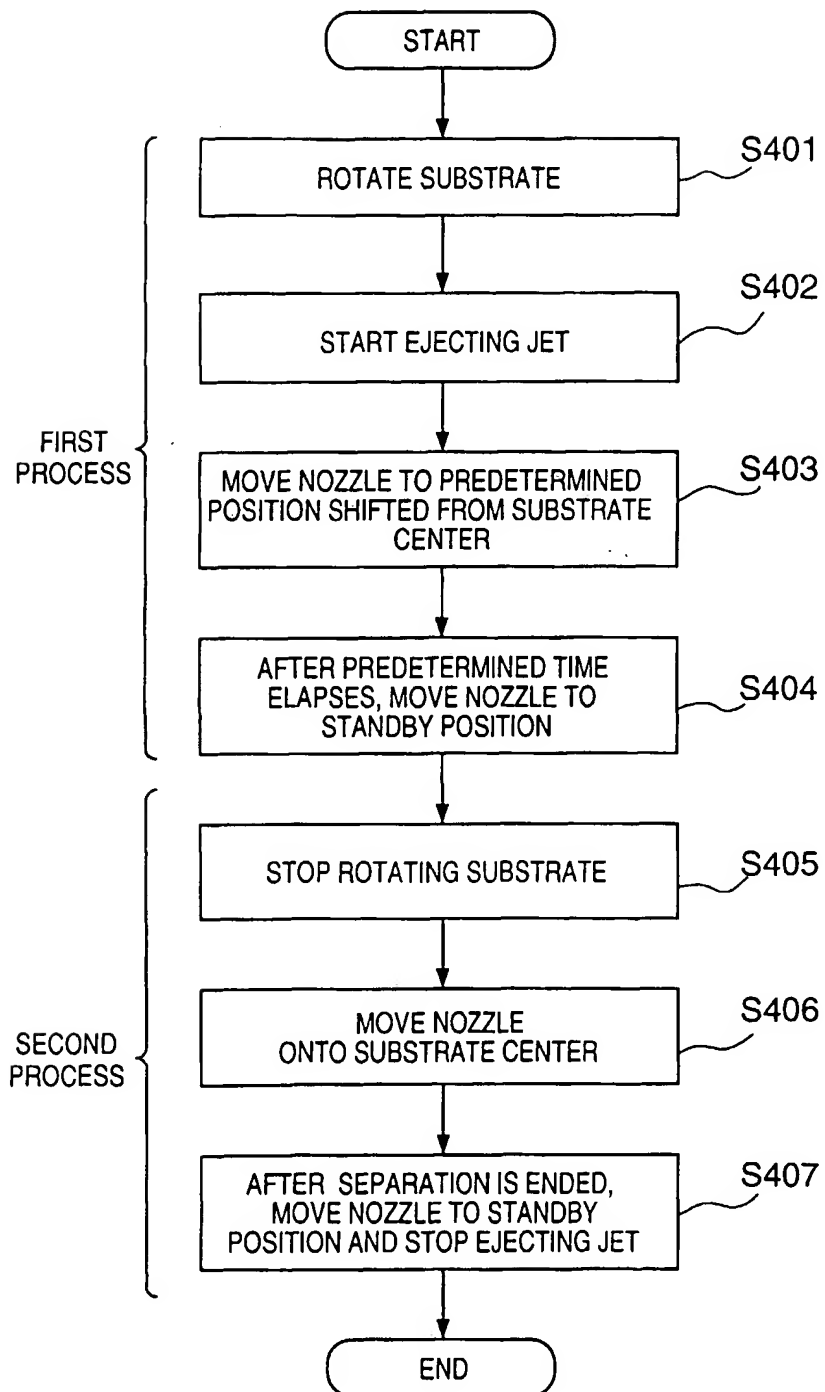 START
S401
ROTATE SUBSTRATE
S402
START EJECTING JET
FIRST
PROCESS
S403
MOVE NOZZLE TO PREDETERMINED
POSITION SHIFTED FROM SUBSTRATE
CENTER
AFTER PREDETERMINED TIME
ELAPSES, MOVE NOZZLE TO
STANDBY POSITION
S404
STOP ROTATING SUBSTRATE
S405
SECOND
PROCESS
MOVE NOZZLE
ONTO SUBSTRATE CENTER
S406
AFTER SEPARATION IS ENDED,
MOVE NOZZLE TO STANDBY
POSITION AND STOP EJECTING JET
S407
END